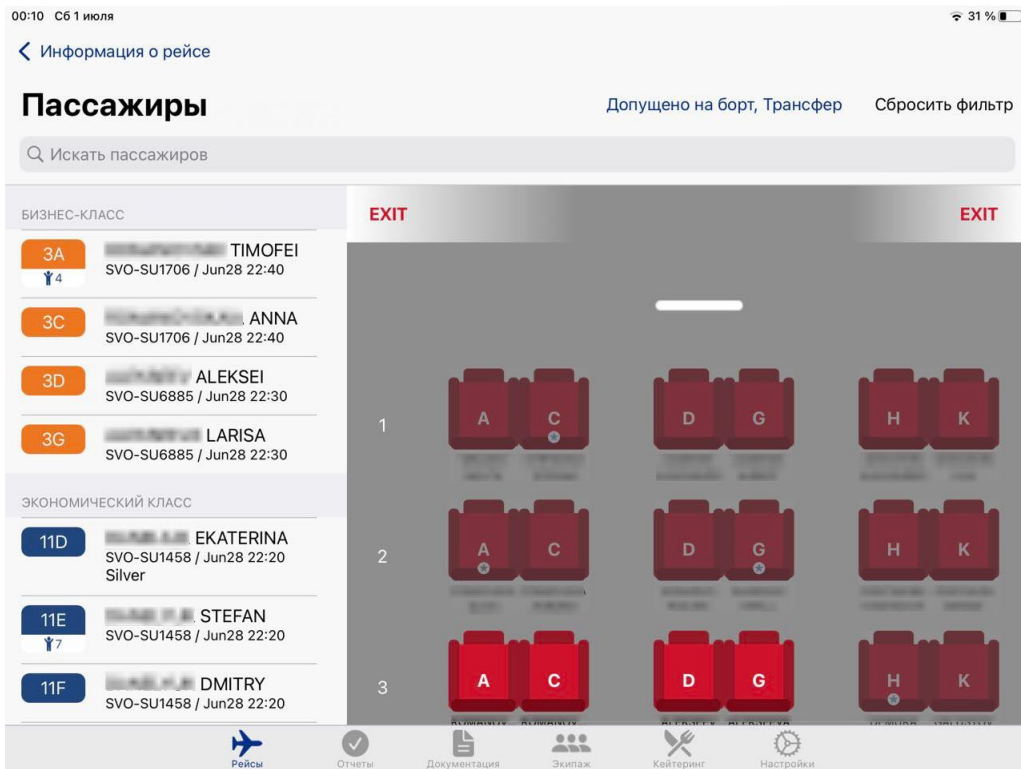 00:10 Сб 1 июля
31 %
Информация о рейсе
Пассажиры
Допущено на борт, Трансфер
Сбросить фильтр
Искать пассажиров
БИЗНЕС-КЛАСС
3A
4
TIMOFEI
SVO-SU1706 / Jun28 22:40
3C
ANNA
SVO-SU1706 / Jun28 22:40
3D
ALEKSEI
SVO-SU6885 / Jun28 22:30
3G
LARISA
SVO-SU6885 / Jun28 22:30
ЭКОНОМИЧЕСКИЙ КЛАСС
11D
EKATERINA
SVO-SU1458 / Jun28 22:20
Silver
11E
7
STEFAN
SVO-SU1458 / Jun28 22:20
11F
DMITRY
SVO-SU1458 / Jun28 22:20
EXIT EXIT
1 A C D G H K
2 A C D G H K
3 A C D G H K
Рейсы Отчеты Документация Экипаж Кейтеринг Настройки